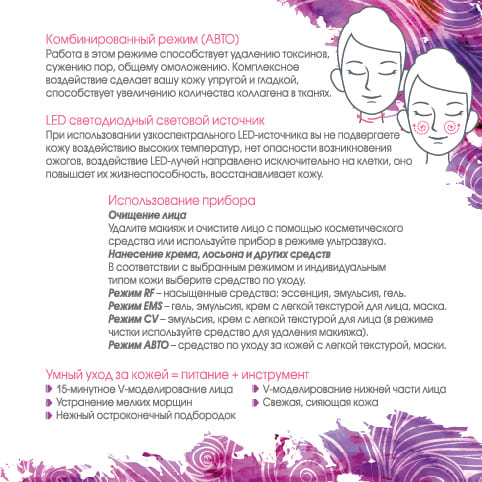 Комбинированный режим (АВТО)
Работа в этом режиме способствует удалению токсинов,
сужению пор, общему омоложению. Комплексное
воздействие сделает вашу кожу упругой и гладкой,
способствует увеличению количества коллагена в тканях.
LED светодиодный световой источник
При использовании узкоспектрального LED-источника вы не подвергаете
кожу воздействию высоких температур, нет опасности возникновения
ожогов, воздействие LED-лучей направлено исключительно на клетки, оно
повышает их жизнеспособность, восстанавливает кожу.
Использование прибора
Очищение лица
Удалите макияж и очистите лицо с помощью косметического
средства или используйте прибор в режиме ультразвука.
Нанесение крема, лосьона и других средств
В соответствии с выбранным режимом и индивидуальным
типом кожи выберите средство по уходу.
Режим RF – насыщенные средства: эссенция, эмульсия, гель.
Режим EMS – гель, эмульсия, крем с легкой текстурой для лица, маска.
Режим CV – эмульсия, крем с легкой текстурой для лица (в режиме
чистки используйте средство для удаления макияжа).
Режим АВТО – средство по уходу за кожей с легкой текстурой, маски.
Умный уход за кожей = питание + инструмент
15-минутное V-моделирование лица
Устранение мелких морщин
Нежный остроконечный подбородок
V-моделирование нижней части лица
Свежая, сияющая кожа